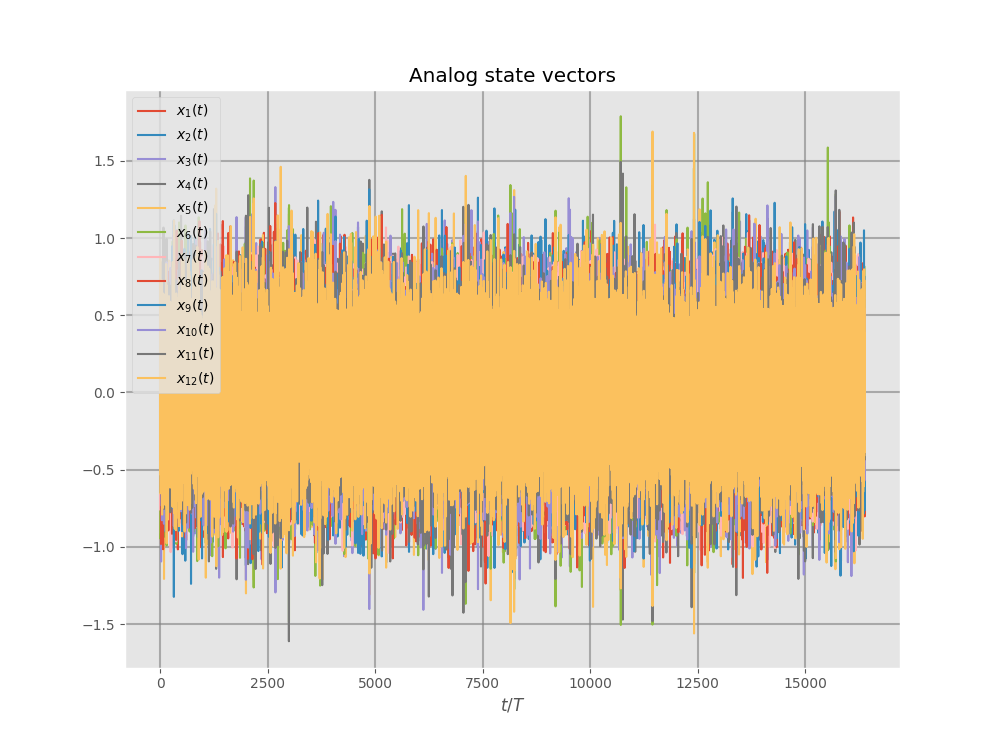 Analog state vectors
x₁(t)
x₂(t)
x₃(t)
x₄(t)
x₅(t)
x₆(t)
x₇(t)
x₈(t)
x₉(t)
x₁₀(t)
x₁₁(t)
x₁₂(t)
1.5
1.0
0.5
0.0
−0.5
−1.0
−1.5
0 2500 5000 7500 10000 12500 15000
t/T